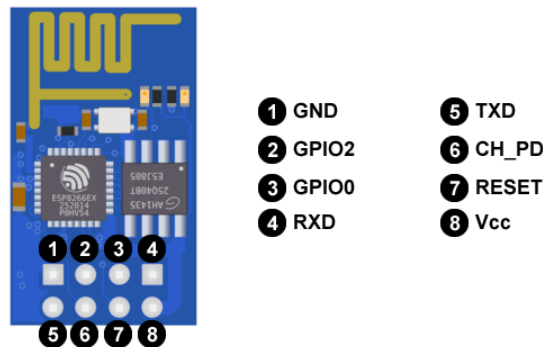 1 GND
2 GPIO2
3 GPIO0
4 RXD
5 TXD
6 CH_PD
7 RESET
8 Vcc
ESP8266EX
252014
P0HV54
AH1435
25Q40BT
E5J805
1 2 3 4
5 6 7 8